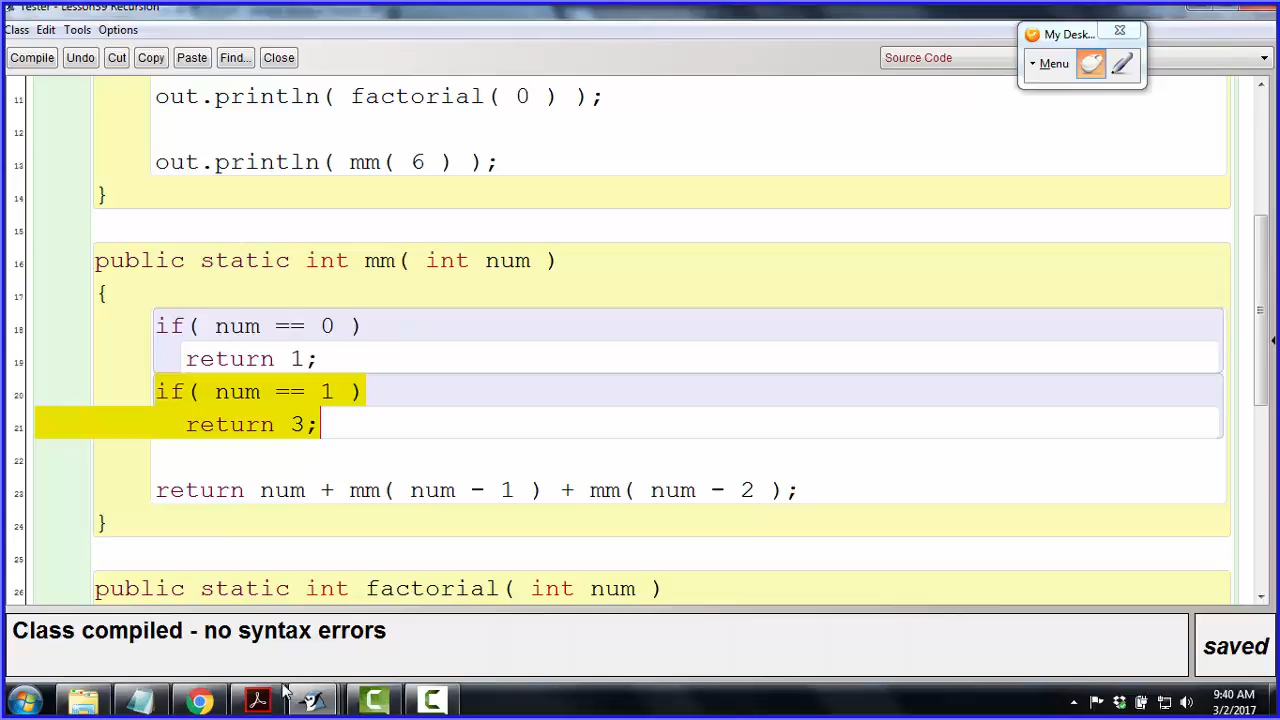 Tester - Lesson59 Recursion
Class Edit Tools Options
Compile Undo Cut Copy Paste Find... Close Source Code
My Desk...
Menu
11 out.println( factorial( 0 ) );
12
13 out.println( mm( 6 ) );
14 }
15
16 public static int mm( int num )
17 {
18 if( num == 0 )
19 return 1;
20 if( num == 1 )
21 return 3;
22
23 return num + mm( num - 1 ) + mm( num - 2 );
24 }
25
26 public static int factorial( int num )
Class compiled - no syntax errors
saved
9:40 AM
3/2/2017